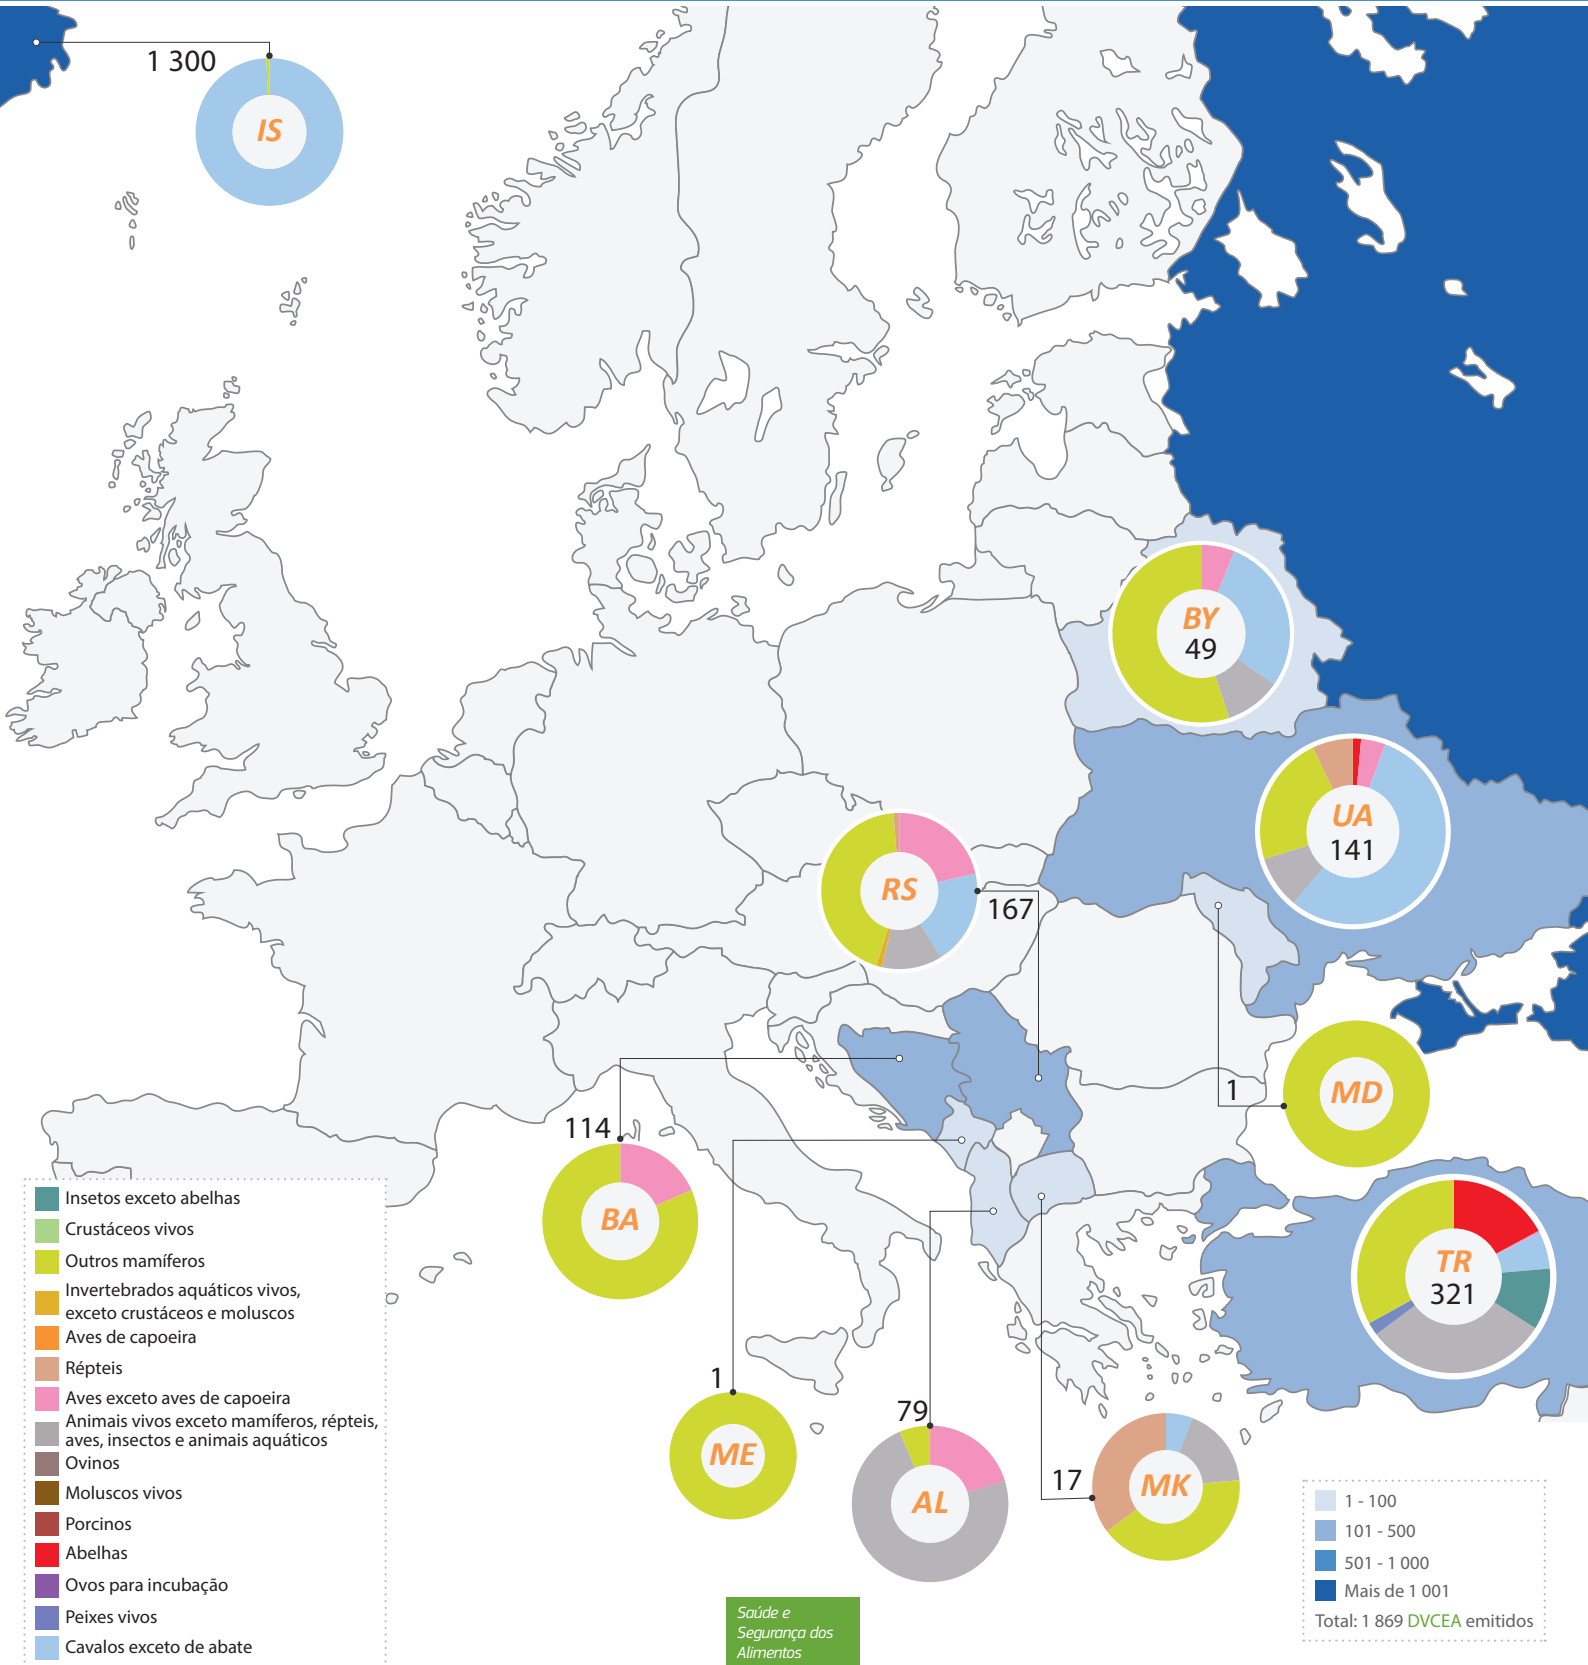 1 300
IS
BY
49
UA
141
RS
167
1
MD
114
BA
TR
321
1
ME
79
AL
17
MK
Insetos exceto abelhas
Crustáceos vivos
Outros mamíferos
Invertebrados aquáticos vivos,
exceto crustáceos e moluscos
Aves de capoeira
Répteis
Aves exceto aves de capoeira
Animais vivos exceto mamíferos, répteis,
aves, insectos e animais aquáticos
Ovinos
Moluscos vivos
Porcinos
Abelhas
Ovos para incubação
Peixes vivos
Cavalos exceto de abate
Saúde e
Segurança dos
Alimentos
1 - 100
101 - 500
501 - 1 000
Mais de 1 001
Total: 1 869 DVCEA emitidos